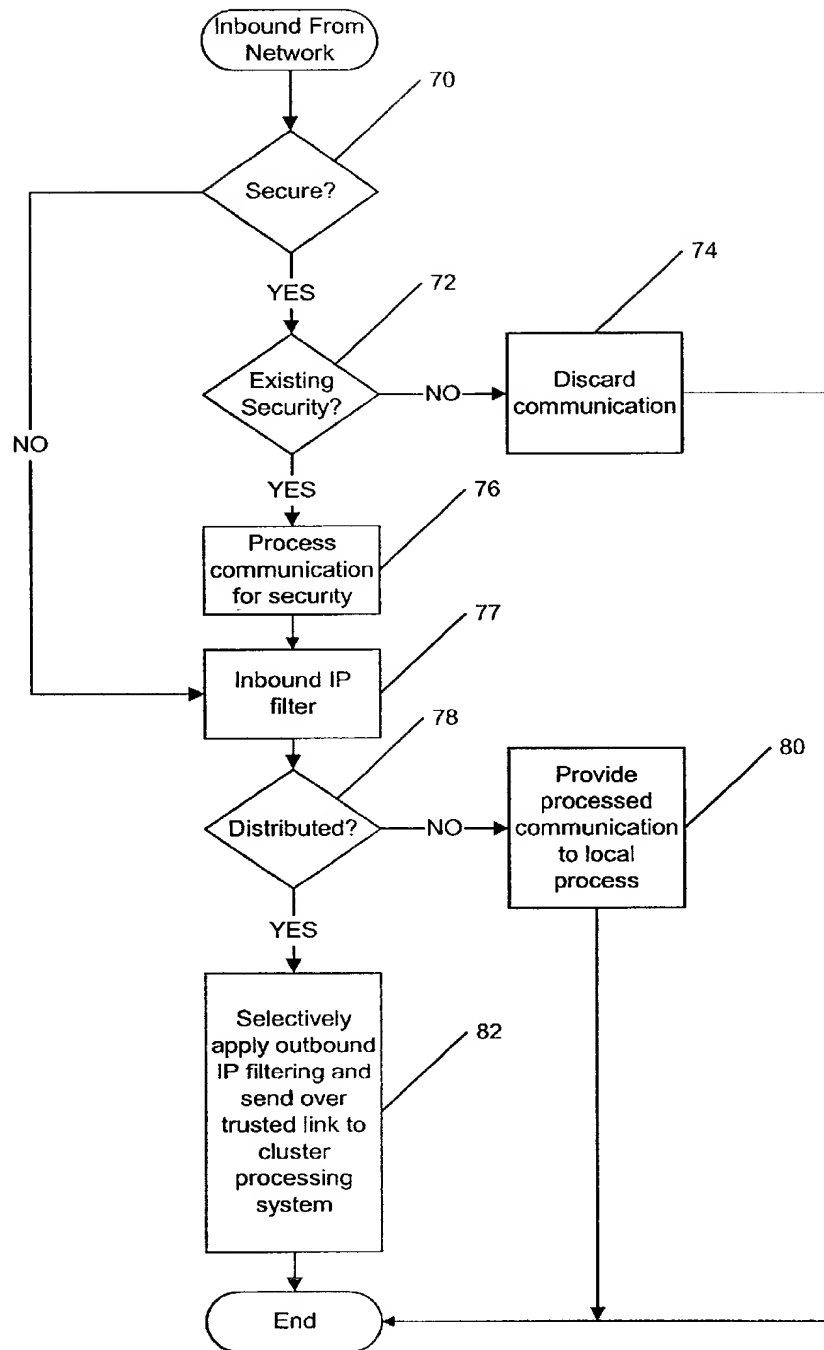 Inbound From
Network
70
Secure?
YES
72
74
Existing
Security?
NO
Discard
communication
NO
YES
76
Process
communication
for security
77
Inbound IP
filter
78
80
Distributed?
NO
Provide
processed
communication
to local
process
YES
82
Selectively
apply outbound
IP filtering and
send over
trusted link to
cluster
processing
system
End